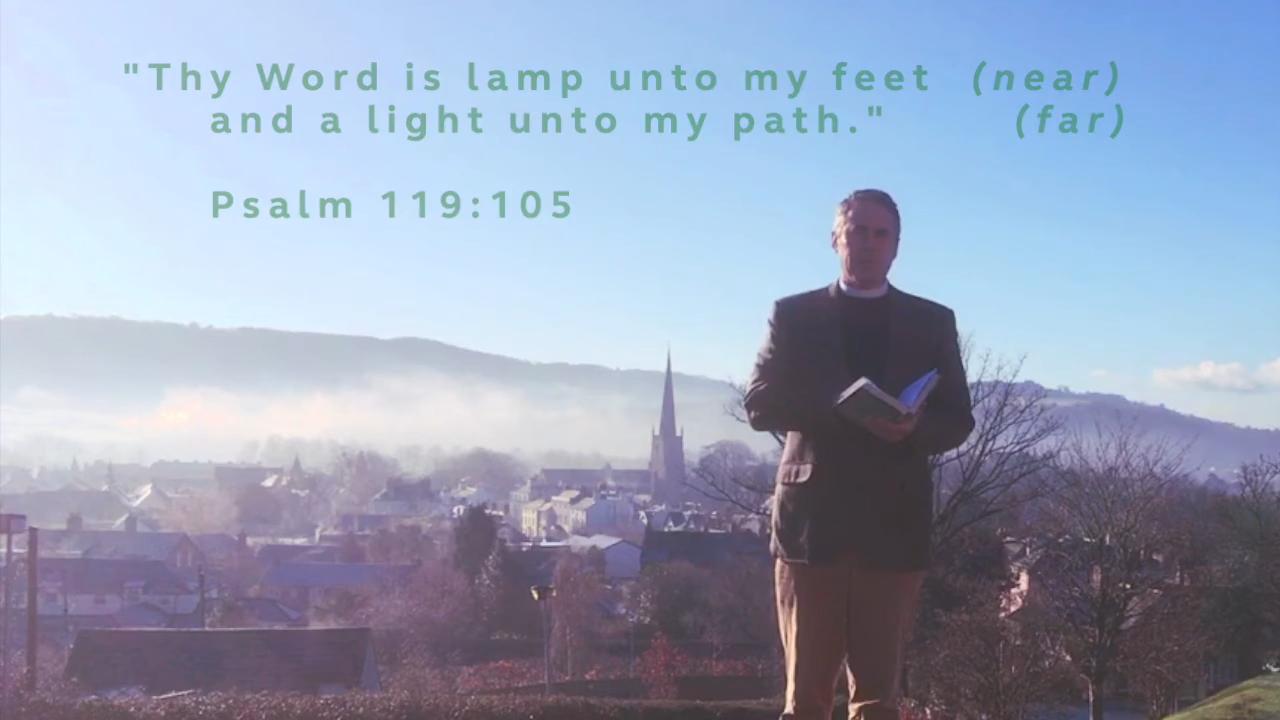 "Thy Word is lamp unto my feet (near)
and a light unto my path." (far)
Psalm 119:105